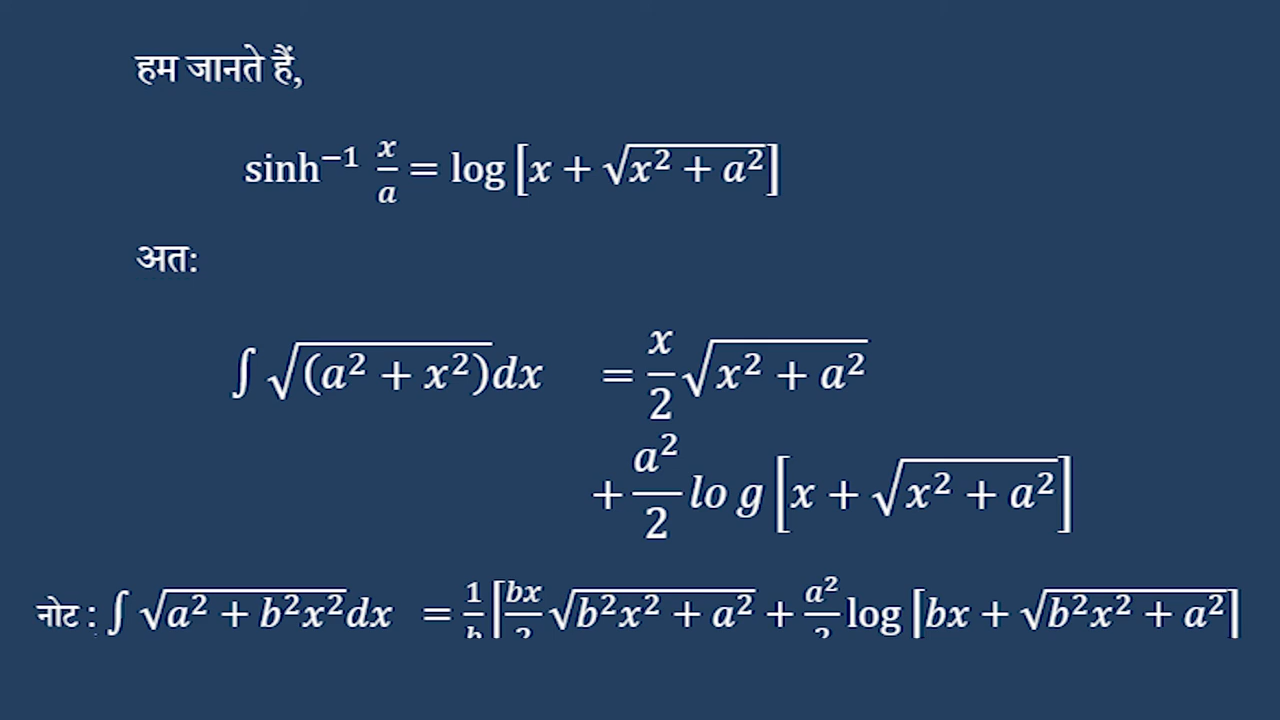 हम जानते हैं,
sinh⁻¹ x/a = log [x + √(x² + a²)]
अत:
∫ √((a² + x²)) dx = x/2 √(x² + a²)
+ a²/2 log [x + √(x² + a²)]
नोट : ∫ √(a² + b²x²) dx = 1/b [bx/2 √(b²x² + a²) + a²/2 log [bx + √(b²x² + a²)]